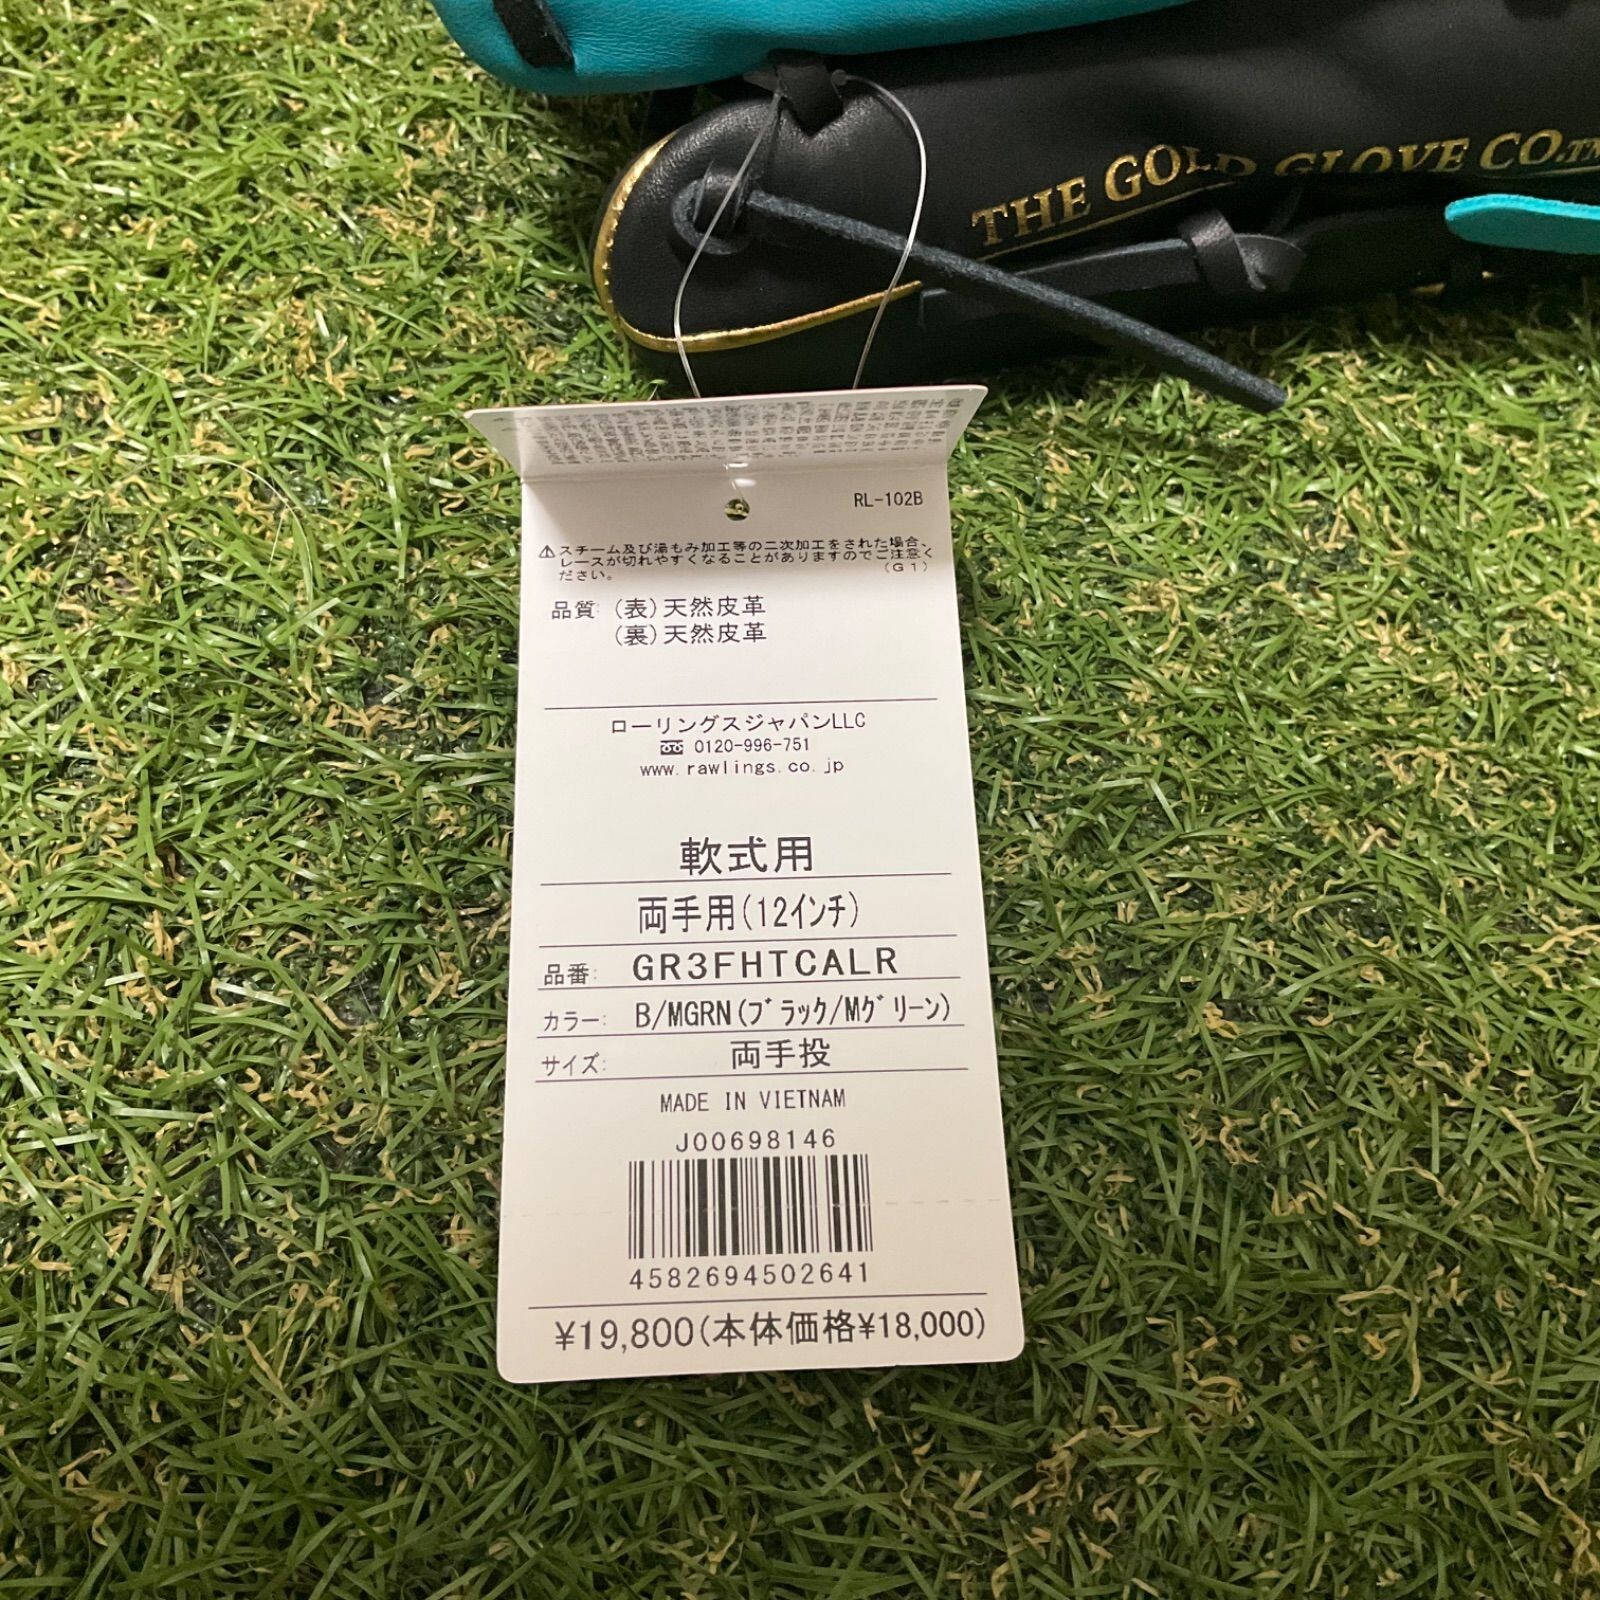 THE GOLD GLOVE CO.TM
RL-102B
⚠スチーム及び湯もみ加工等の二次加工をされた場合、
レースが切れやすくなることがありますのでご注意く
ださい。 (G1)
品質: (表)天然皮革
(裏)天然皮革
ローリングスジャパンLLC
0120-996-751
www.rawlings.co.jp
軟式用
両手用(12インチ)
品番: GR3FHTCALR
カラー: B/MGRN(ブラック/Mグリーン)
サイズ: 両手投
MADE IN VIETNAM
J00698146
4582694502641
¥19,800(本体価格¥18,000)